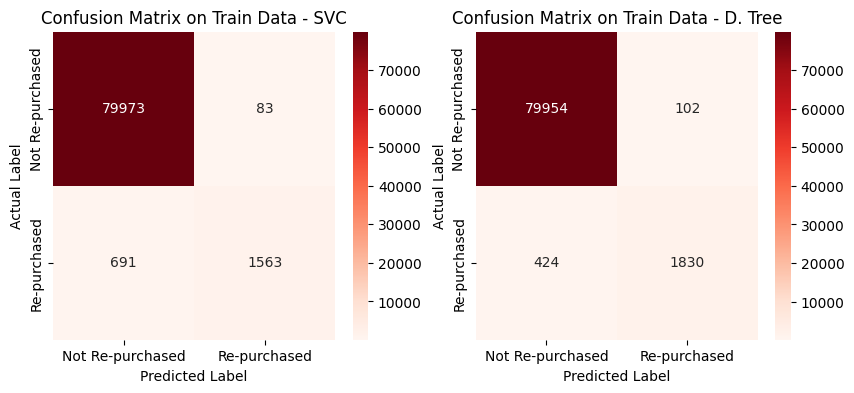 Confusion Matrix on Train Data - SVC
Actual Label
Not Re-purchased
Re-purchased
79973
83
691
1563
Not Re-purchased
Re-purchased
Predicted Label
70000
60000
50000
40000
30000
20000
10000
Confusion Matrix on Train Data - D. Tree
Actual Label
Not Re-purchased
Re-purchased
79954
102
424
1830
Not Re-purchased
Re-purchased
Predicted Label
70000
60000
50000
40000
30000
20000
10000